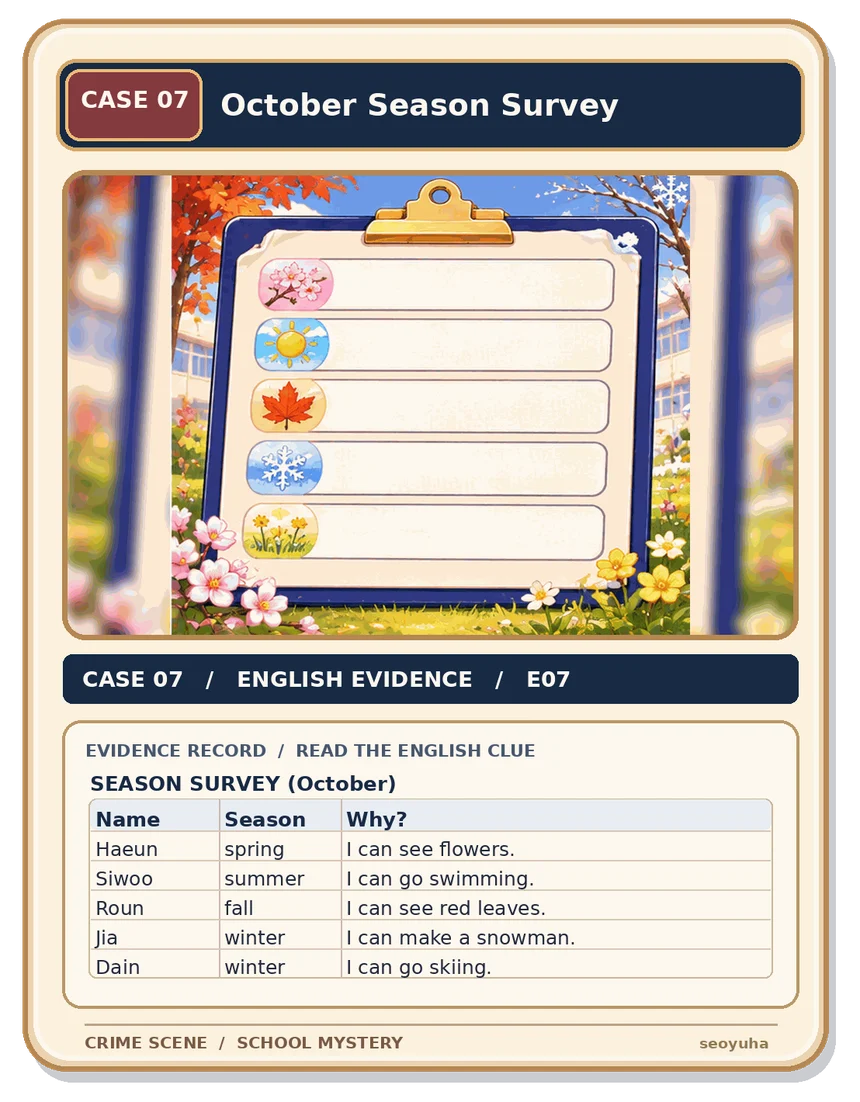 CASE 07
October Season Survey
CASE 07 / ENGLISH EVIDENCE / E07
EVIDENCE RECORD / READ THE ENGLISH CLUE
SEASON SURVEY (October)
Name Season Why?
Haeun spring I can see flowers.
Siwoo summer I can go swimming.
Roun fall I can see red leaves.
Jia winter I can make a snowman.
Dain winter I can go skiing.
CRIME SCENE / SCHOOL MYSTERY
seoyuha